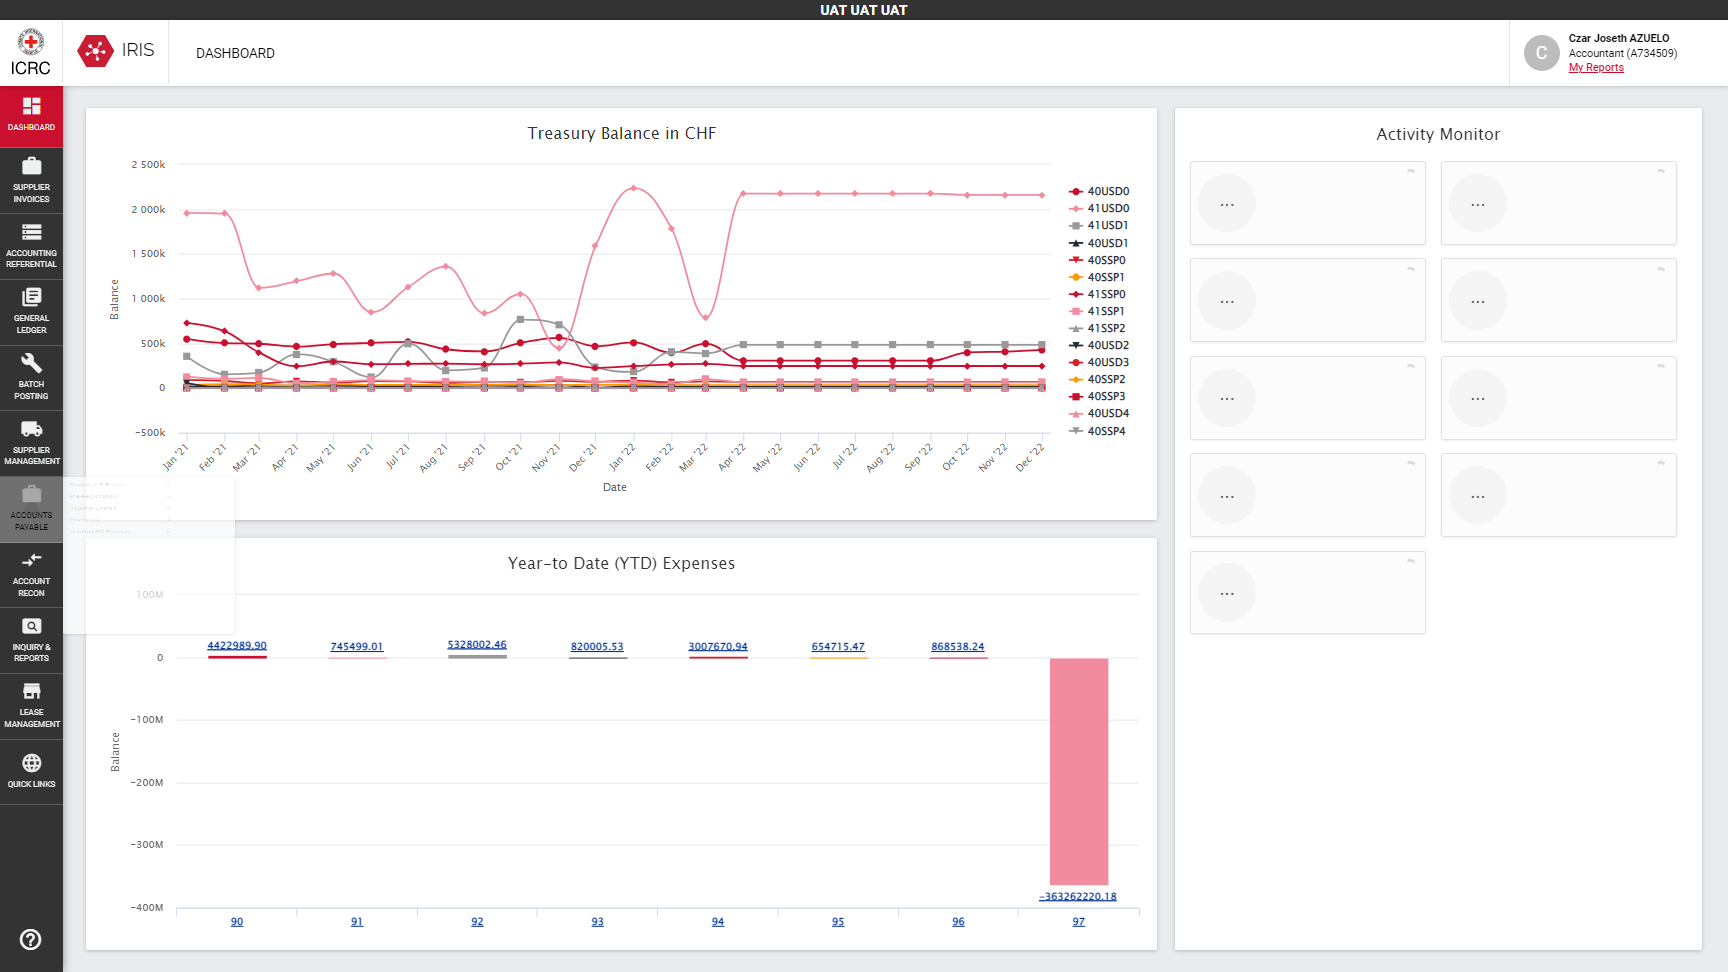 UAT UAT UAT
ICRC
IRIS
DASHBOARD
Czar Joseth AZUELO
Accountant (A734509)
My Reports
C
DASHBOARD
SUPPLIER
INVOICES
ACCOUNTING
REFERENTIAL
GENERAL
LEDGER
BATCH
POSTING
SUPPLIER
MANAGEMENT
ACCOUNTS
PAYABLE
ACCOUNT
RECON
INQUIRY &
REPORTS
LEASE
MANAGEMENT
QUICK LINKS
Treasury Balance in CHF
2 500k
2 000k
1 500k
1 000k
500k
0
−500k
Balance
Jan '21
Feb '21
Mar '21
Apr '21
May '21
Jun '21
Jul '21
Aug '21
Sep '21
Oct '21
Nov '21
Dec '21
Jan '22
Feb '22
Mar '22
Apr '22
May '22
Jun '22
Jul '22
Aug '22
Sep '22
Oct '22
Nov '22
Dec '22
Date
40USD0
41USD0
41USD1
40USD1
40SSP0
40SSP1
41SSP0
41SSP1
41SSP2
40USD2
40USD3
40SSP2
40SSP3
40USD4
40SSP4
Year-to Date (YTD) Expenses
100M
0
−100M
−200M
−300M
−400M
Balance
4422989.90
745499.01
5328002.46
820005.53
3007670.94
654715.47
868538.24
−363262220.18
90
91
92
93
94
95
96
97
Activity Monitor
...
...
...
...
...
...
...
...
...